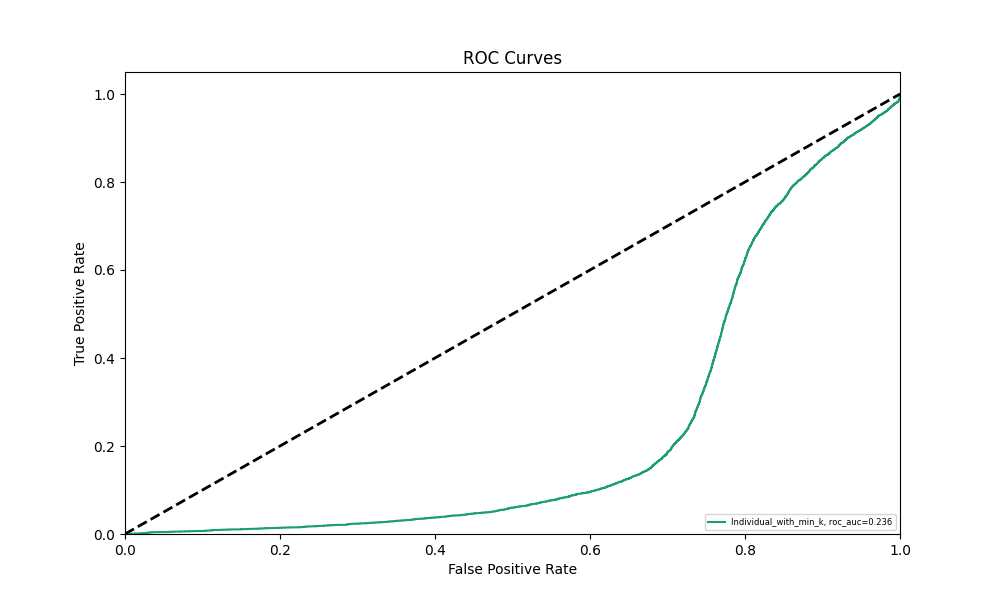 ROC Curves
True Positive Rate
1.0
0.8
0.6
0.4
0.2
0.0
Individual_with_min_k, roc_auc=0.236
0.0 0.2 0.4 0.6 0.8 1.0
False Positive Rate